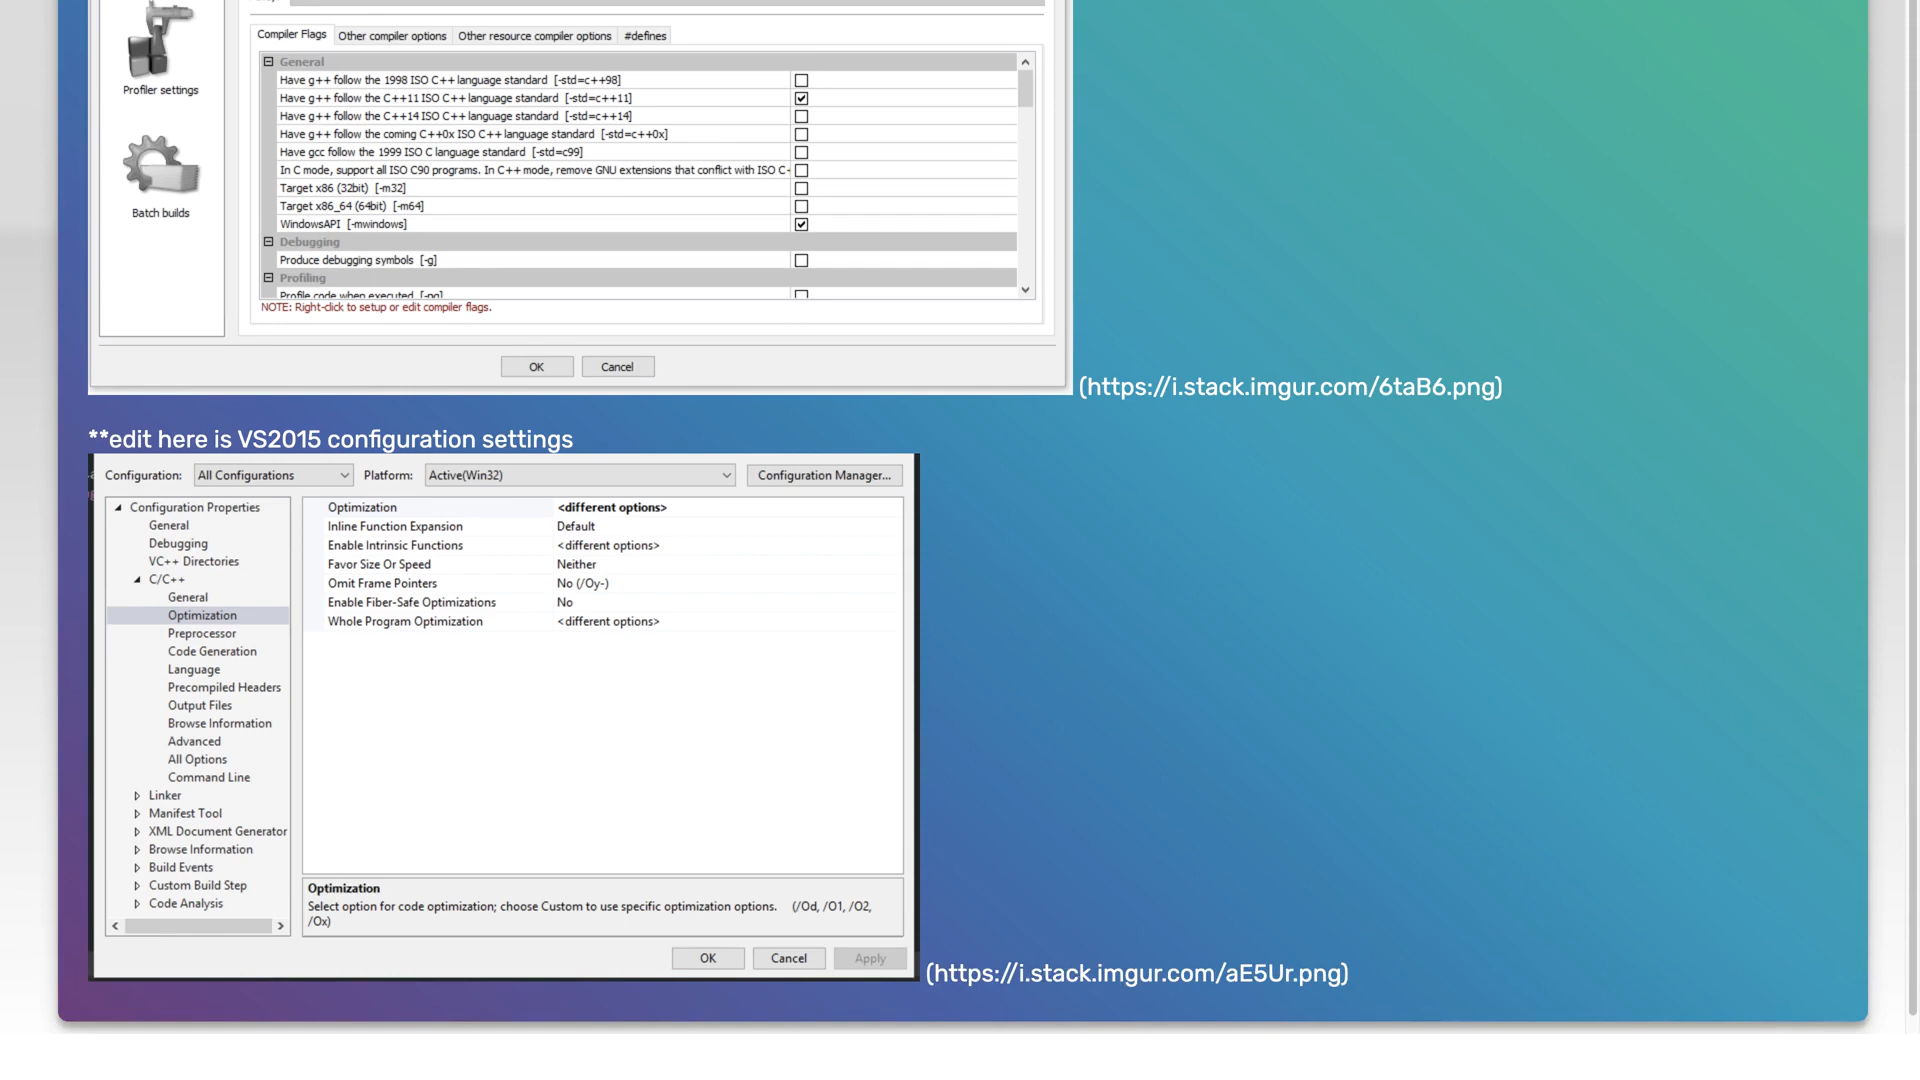 Compiler Flags Other compiler options Other resource compiler options #defines
General
Have g++ follow the 1998 ISO C++ language standard [-std=c++98]
Have g++ follow the C++11 ISO C++ language standard [-std=c++11]
Have g++ follow the C++14 ISO C++ language standard [-std=c++14]
Profiler settings
Have g++ follow the coming C++0x ISO C++ language standard [-std=c++0x]
Have gcc follow the 1999 ISO C language standard [-std=c99]
In C mode, support all ISO C90 programs. In C++ mode, remove GNU extensions that conflict with ISO C-
Target x86 (32bit) [-m32]
Target x86_64 (64bit) [-m64]
Batch builds
WindowsAPI [-mwindows]
Debugging
Produce debugging symbols [-g]
Profiling
Profile code when executed [-pg]
NOTE: Right-click to setup or edit compiler flags.
OK Cancel
(https://i.stack.imgur.com/6taB6.png)
**edit here is VS2015 configuration settings
Configuration: All Configurations Platform: Active(Win32) Configuration Manager...
Configuration Properties
General
Debugging
VC++ Directories
C/C++
General
Optimization
Preprocessor
Code Generation
Language
Precompiled Headers
Output Files
Browse Information
Advanced
All Options
Command Line
Linker
Manifest Tool
XML Document Generator
Browse Information
Build Events
Custom Build Step
Code Analysis
Optimization <different options>
Inline Function Expansion Default
Enable Intrinsic Functions <different options>
Favor Size Or Speed Neither
Omit Frame Pointers No (/Oy-)
Enable Fiber-Safe Optimizations No
Whole Program Optimization <different options>
Optimization
Select option for code optimization; choose Custom to use specific optimization options. (/Od, /O1, /O2,
/Ox)
OK Cancel Apply
(https://i.stack.imgur.com/aE5Ur.png)